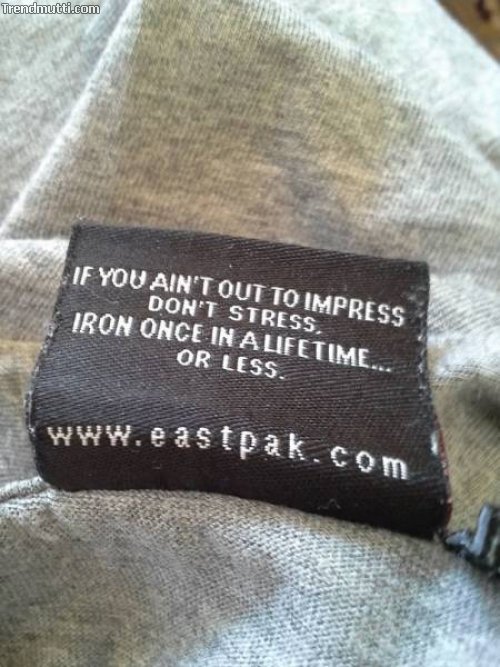 Trendmutti.com
IF YOU AIN'T OUT TO IMPRESS
DON'T STRESS,
IRON ONCE IN A LIFETIME...
OR LESS.
www.eastpak.com